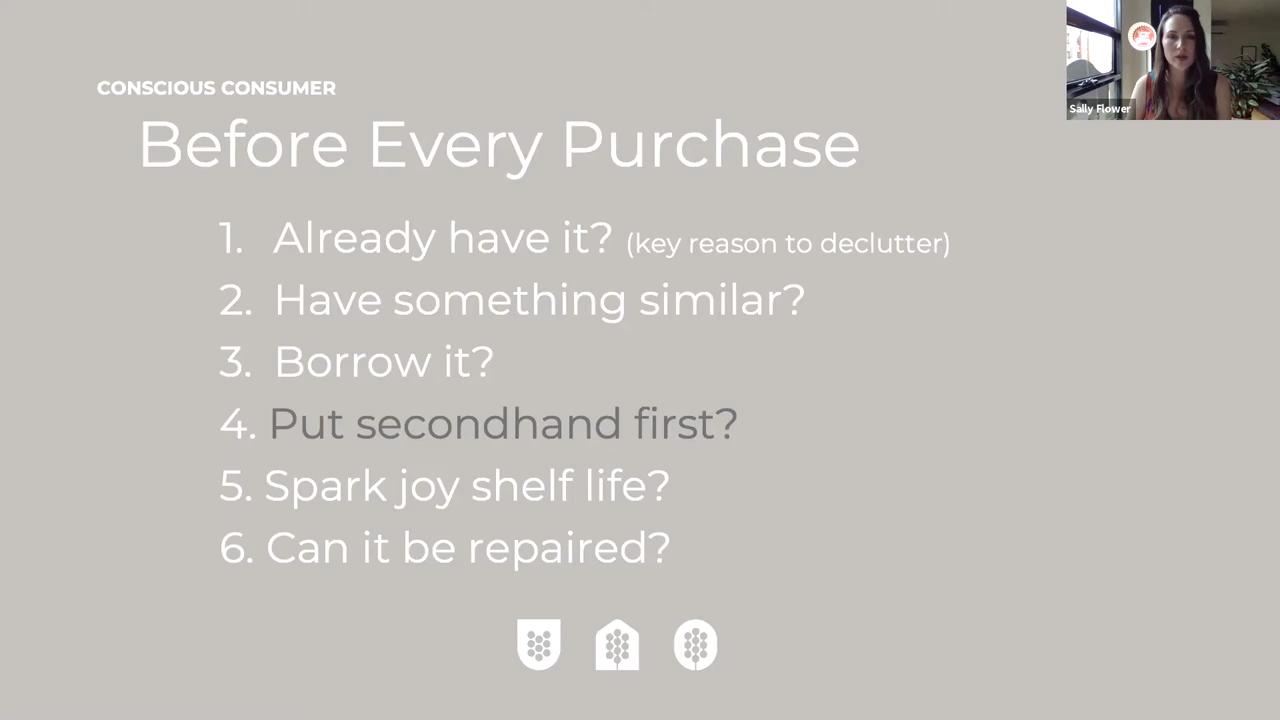 CONSCIOUS CONSUMER
Before Every Purchase
1. Already have it? (key reason to declutter)
2. Have something similar?
3. Borrow it?
4. Put secondhand first?
5. Spark joy shelf life?
6. Can it be repaired?
Sally Flower